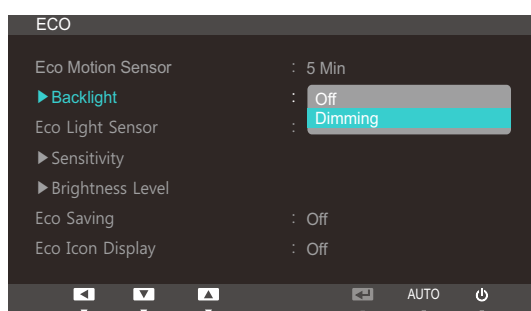 ECO
Eco Motion Sensor : 5 Min
▶Backlight : Off
Dimming
Eco Light Sensor :
▶Sensitivity
▶Brightness Level
Eco Saving : Off
Eco Icon Display : Off
AUTO